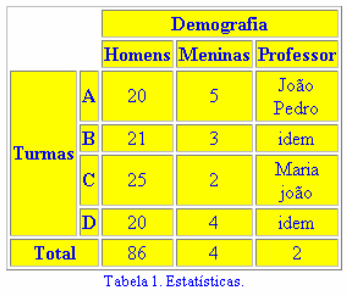 Demografia
Homens Meninas Professor
Turmas
A 20 5 João Pedro
B 21 3 idem
C 25 2 Maria joão
D 20 4 idem
Total 86 4 2
Tabela 1. Estatísticas.